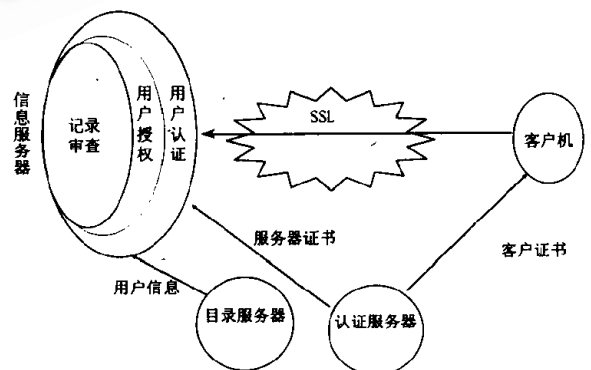 信息服务器
记录
审查
用户授权
用户认证
SSL
客户机
服务器证书
客户证书
用户信息
目录服务器
认证服务器